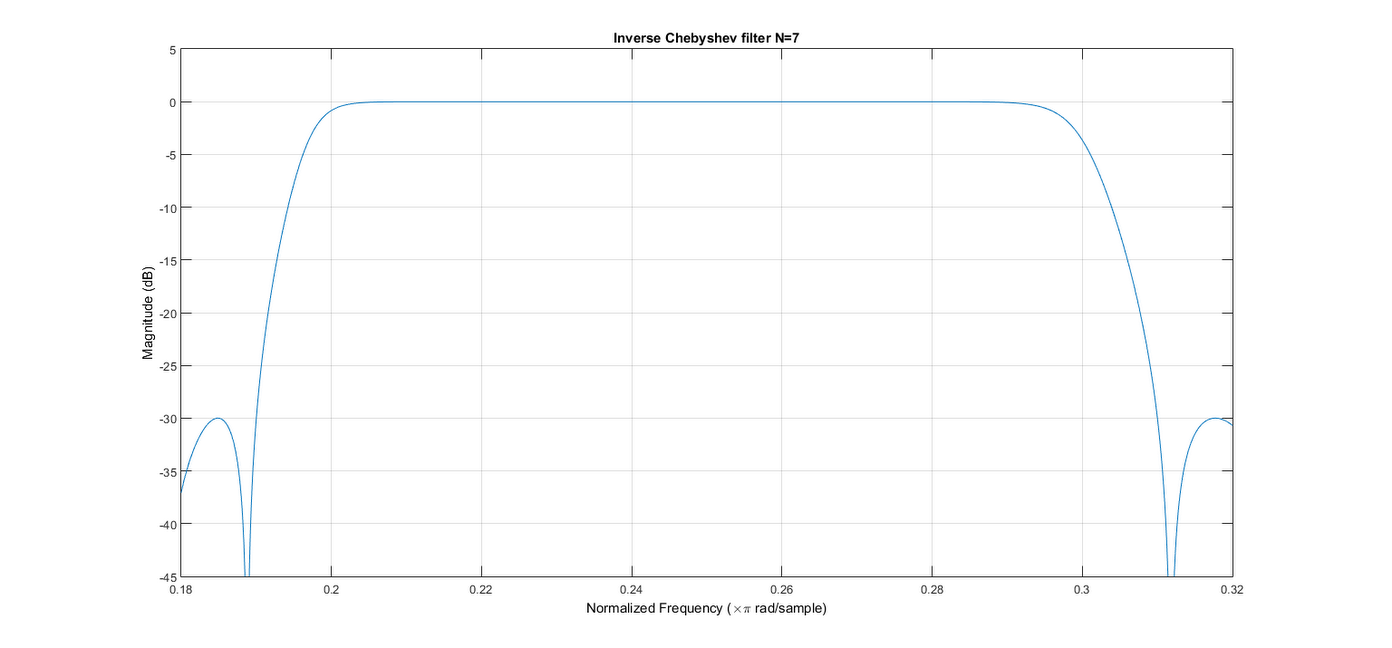 Inverse Chebyshev filter N=7
Magnitude (dB)
5
0
-5
-10
-15
-20
-25
-30
-35
-40
-45
0.18 0.2 0.22 0.24 0.26 0.28 0.3 0.32
Normalized Frequency (×π rad/sample)